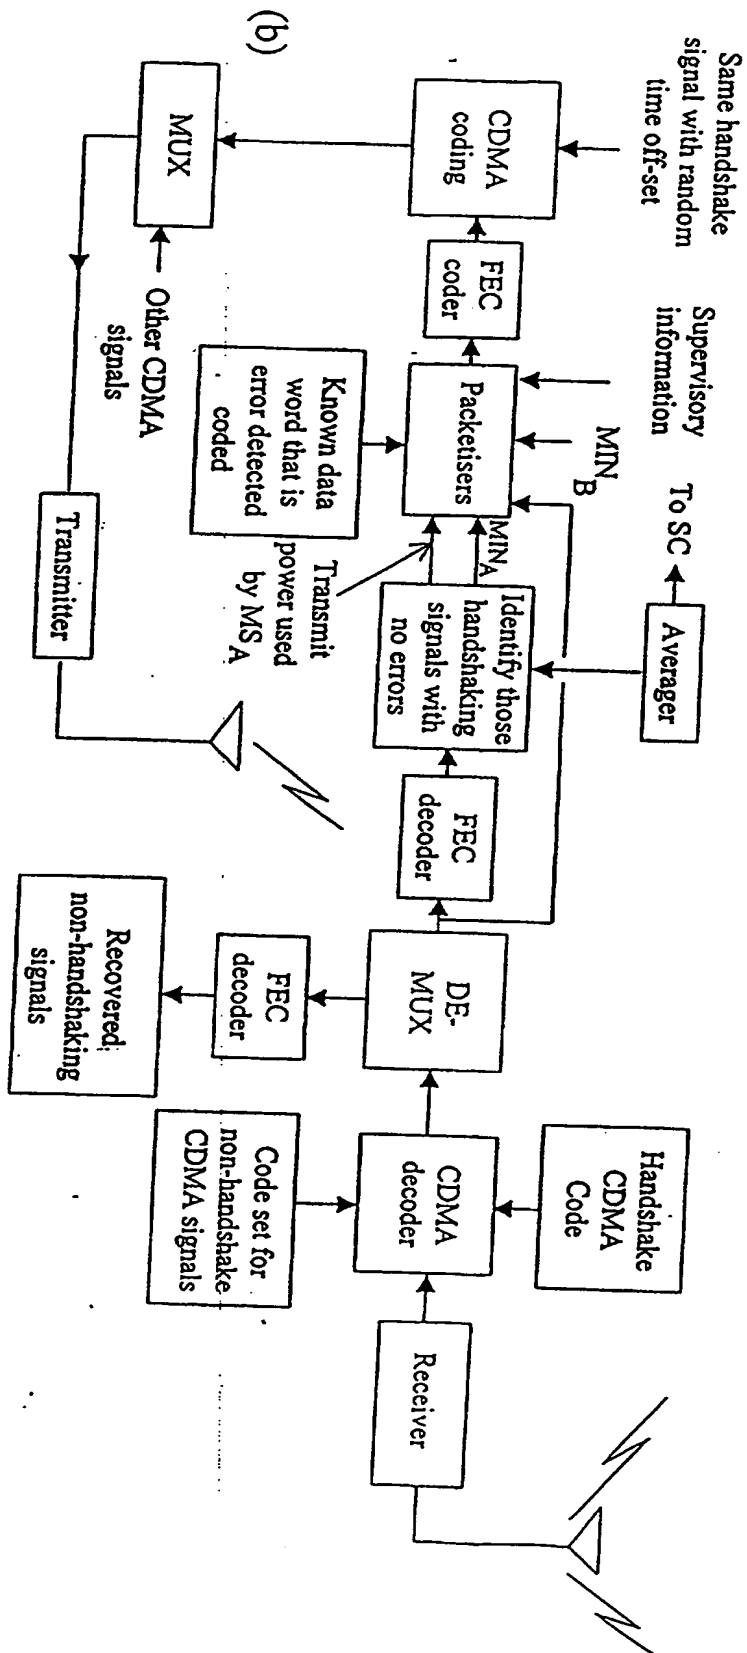 Same handshake
signal with random
time off-set
Supervisory
information
MIN B
To SC
Averager
CDMA
coding
FEC
coder
Packetisers
MIN A
Identify those
handshaking
signals with
no errors
FEC
decoder
DE-
MUX
CDMA
decoder
Handshake
CDMA
Code
Receiver
MUX
Other CDMA
signals
Known data
word that is
error detected
coded
Transmit
power used
by MS A
Transmitter
FEC
decoder
Recovered
non-handshaking
signals
Code set for
non-handshake
CDMA signals
(b)